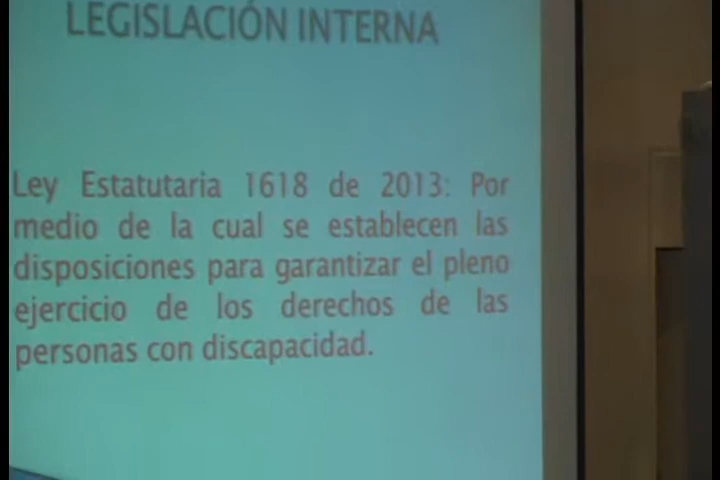 LEGISLACIÓN INTERNA
Ley Estatutaria 1618 de 2013: Por
medio de la cual se establecen las
disposiciones para garantizar el pleno
ejercicio de los derechos de las
personas con discapacidad.